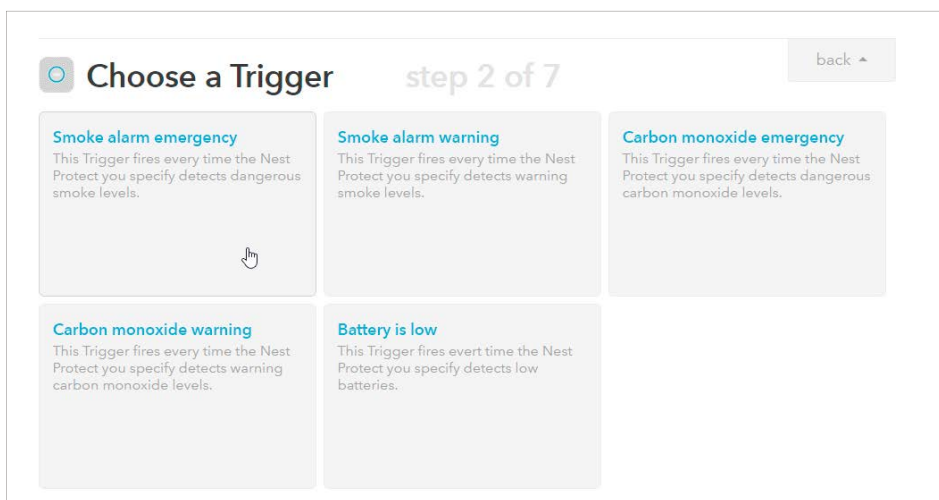 Choose a Trigger
step 2 of 7
back
Smoke alarm emergency
This Trigger fires every time the Nest
Protect you specify detects dangerous
smoke levels.
Smoke alarm warning
This Trigger fires every time the Nest
Protect you specify detects warning
smoke levels.
Carbon monoxide emergency
This Trigger fires every time the Nest
Protect you specify detects dangerous
carbon monoxide levels.
Carbon monoxide warning
This Trigger fires every time the Nest
Protect you specify detects warning
carbon monoxide levels.
Battery is low
This Trigger fires evert time the Nest
Protect you specify detects low
batteries.